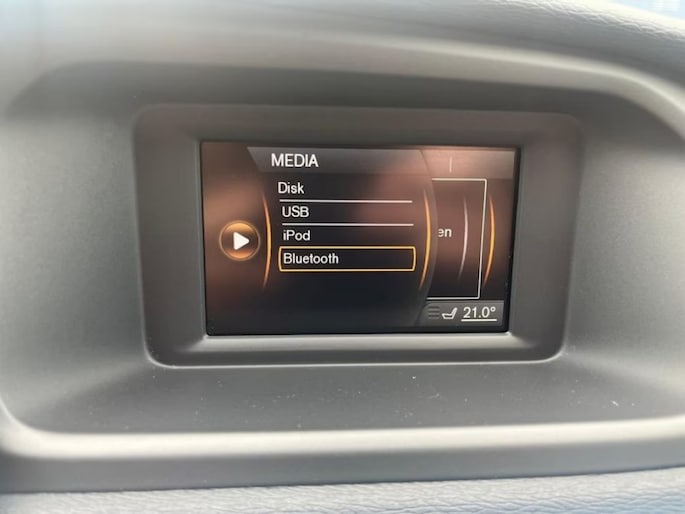 MEDIA
Disk
USB
iPod
Bluetooth
en
21.0°